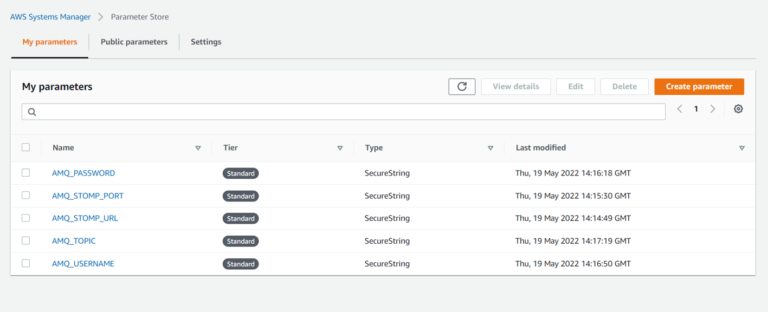 AWS Systems Manager > Parameter Store
My parameters Public parameters Settings
My parameters View details Edit Delete Create parameter
1
Name Tier Type Last modified
AMQ_PASSWORD Standard SecureString Thu, 19 May 2022 14:16:18 GMT
AMQ_STOMP_PORT Standard SecureString Thu, 19 May 2022 14:15:30 GMT
AMQ_STOMP_URL Standard SecureString Thu, 19 May 2022 14:14:49 GMT
AMQ_TOPIC Standard SecureString Thu, 19 May 2022 14:17:19 GMT
AMQ_USERNAME Standard SecureString Thu, 19 May 2022 14:16:50 GMT